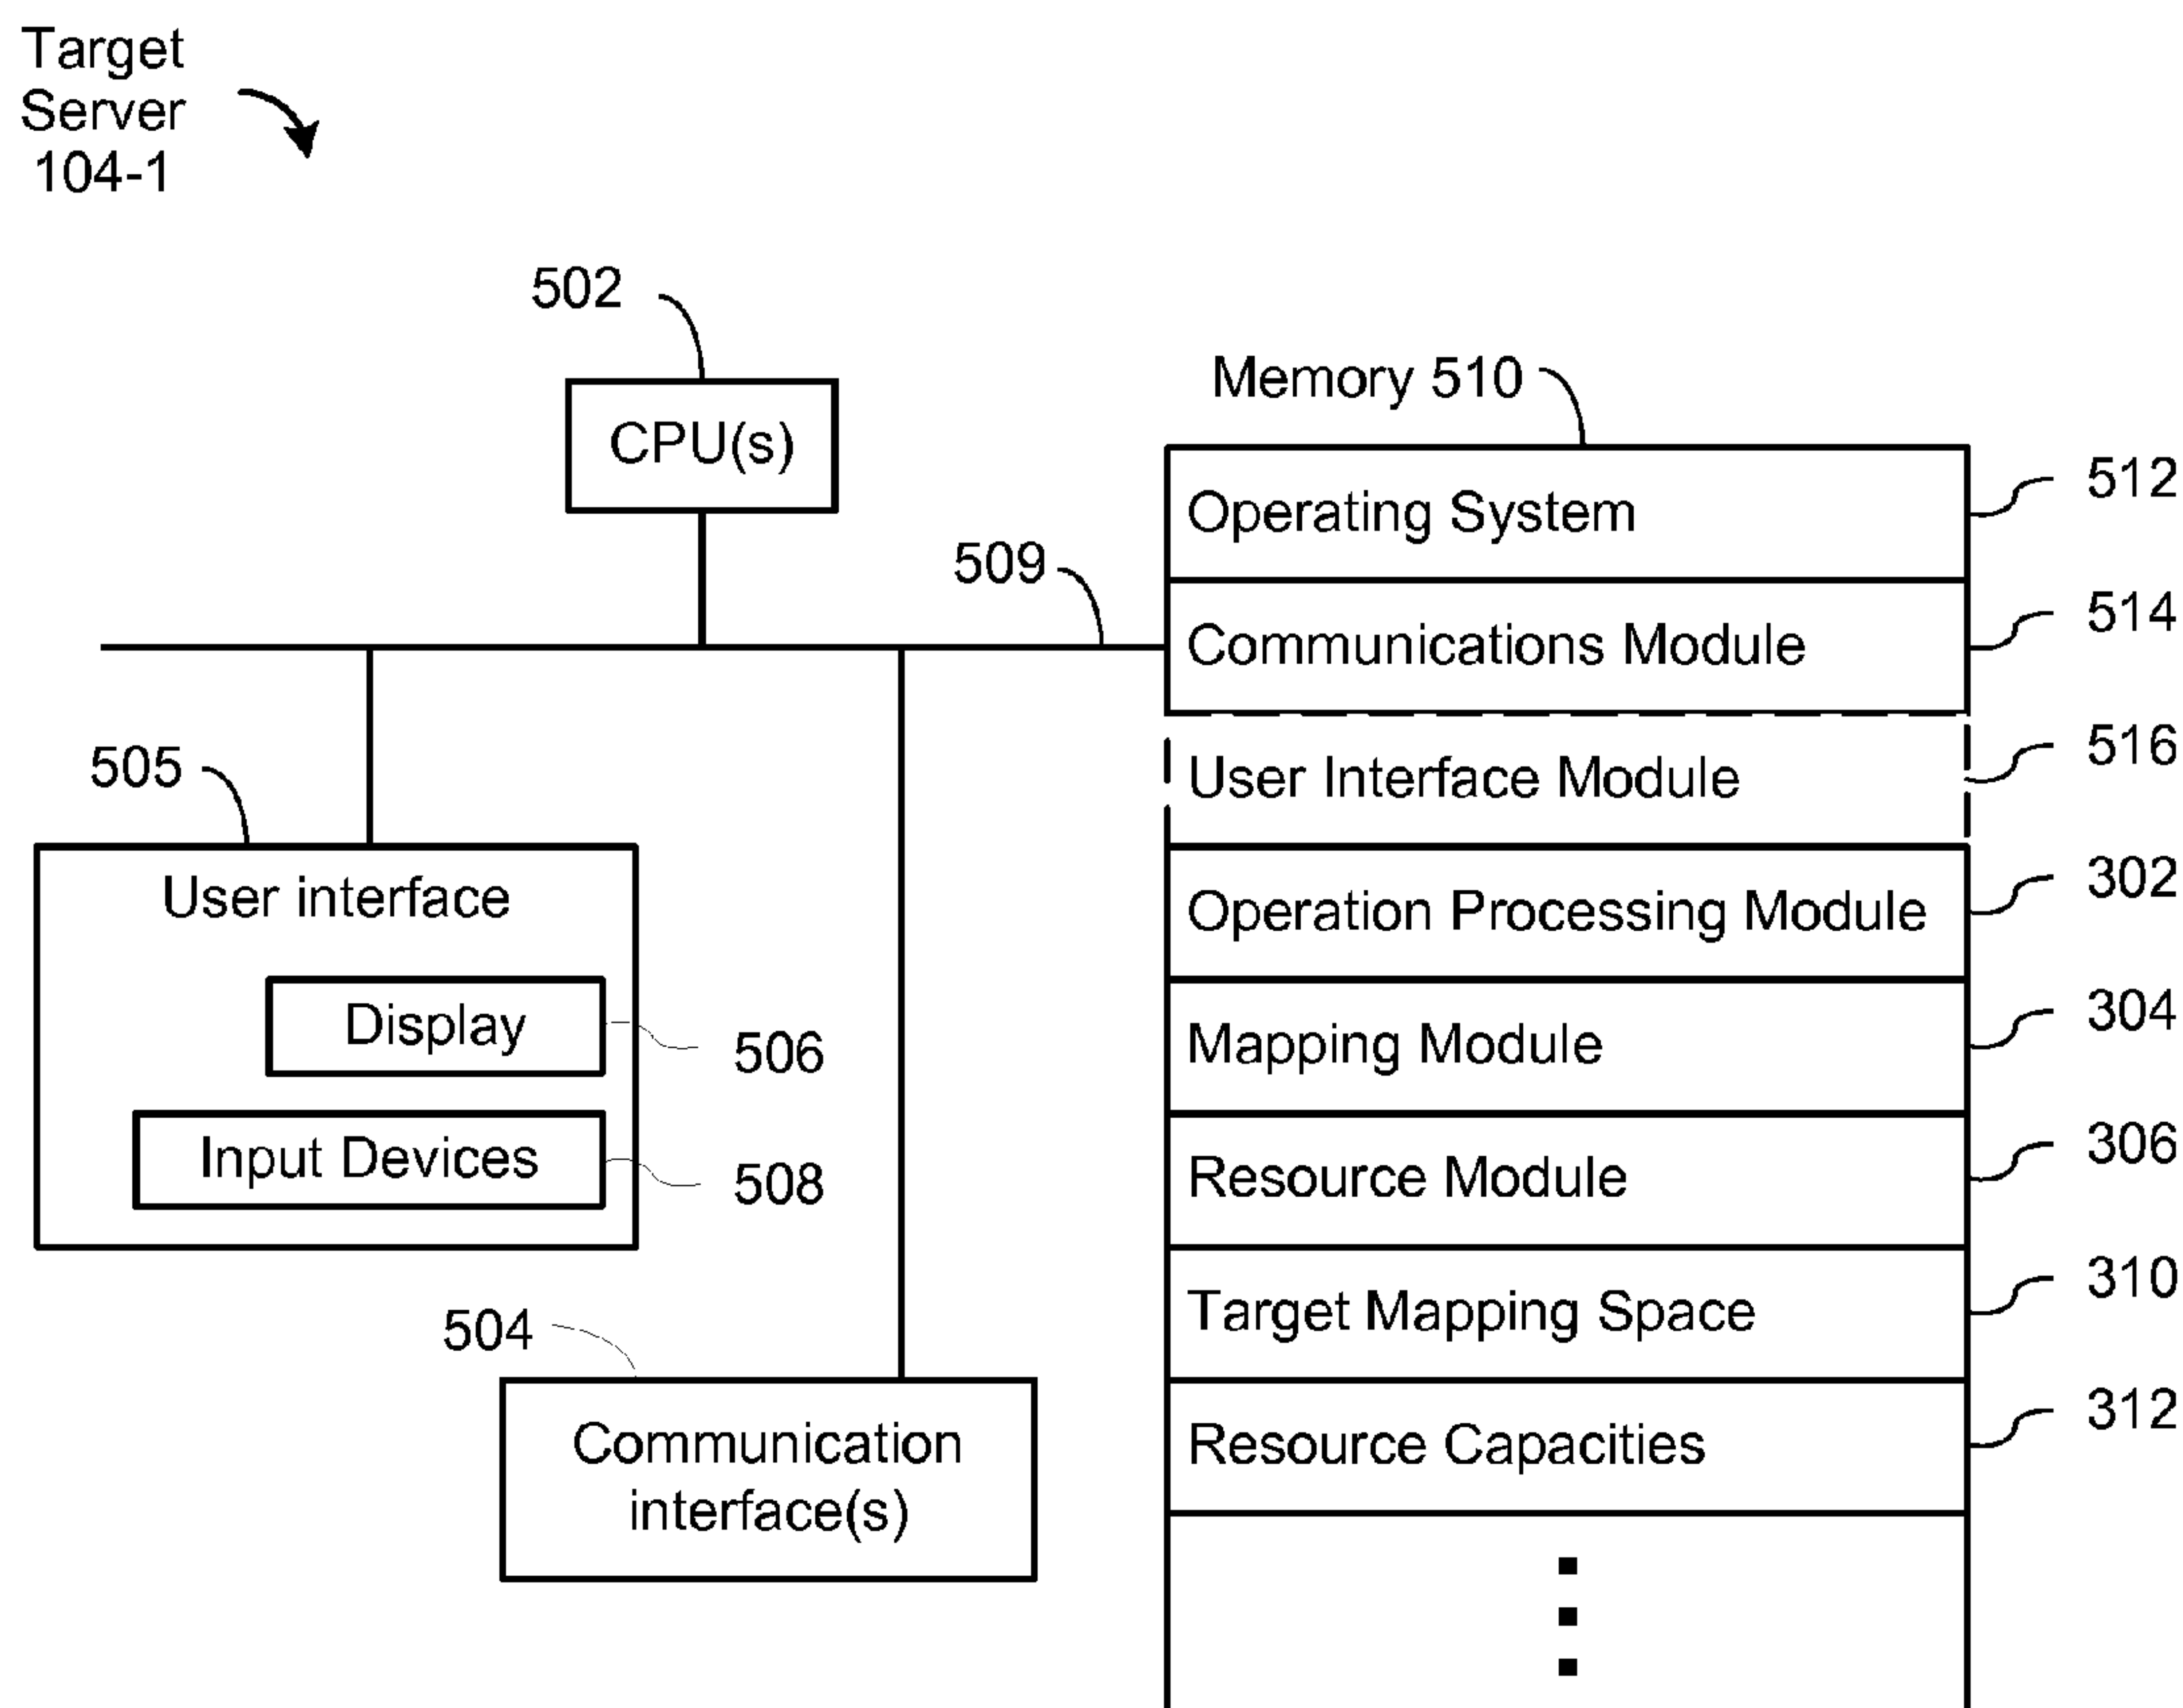 Target
Server
104-1
502
CPU(s)
Memory 510
Operating System
512
509
Communications Module
514
User Interface Module
516
505
User interface
Operation Processing Module
302
Display
506
Mapping Module
304
Input Devices
508
Resource Module
306
Target Mapping Space
310
504
Communication
interface(s)
Resource Capacities
312